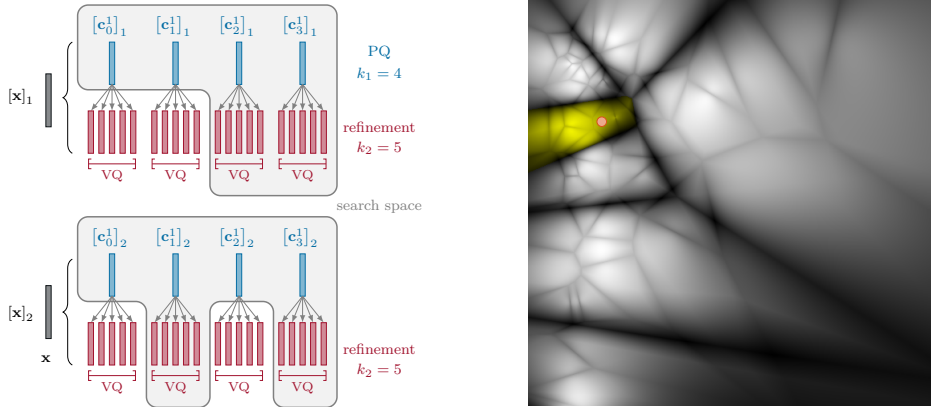 [c₀¹]₁ [c₁¹]₁ [c₂¹]₁ [c₃¹]₁
PQ
k₁ = 4
[x]₁
refinement
k₂ = 5
VQ VQ VQ VQ
search space
[c₀¹]₂ [c₁¹]₂ [c₂¹]₂ [c₃¹]₂
[x]₂
x
refinement
k₂ = 5
VQ VQ VQ VQ